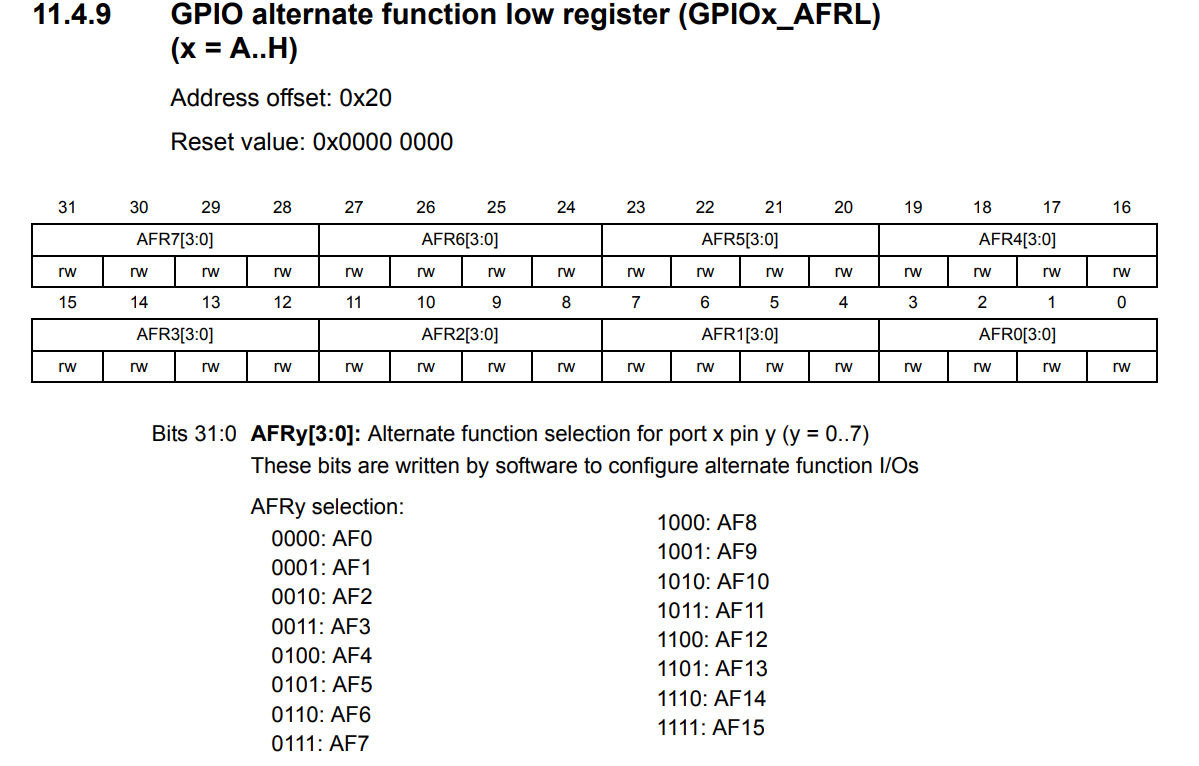 11.4.9 GPIO alternate function low register (GPIOx_AFRL)
(x = A..H)
Address offset: 0x20
Reset value: 0x0000 0000
31 30 29 28 27 26 25 24 23 22 21 20 19 18 17 16
AFR7[3:0] AFR6[3:0] AFR5[3:0] AFR4[3:0]
rw rw rw rw rw rw rw rw rw rw rw rw rw rw rw rw
15 14 13 12 11 10 9 8 7 6 5 4 3 2 1 0
AFR3[3:0] AFR2[3:0] AFR1[3:0] AFR0[3:0]
rw rw rw rw rw rw rw rw rw rw rw rw rw rw rw rw
Bits 31:0 AFRy[3:0]: Alternate function selection for port x pin y (y = 0..7)
These bits are written by software to configure alternate function I/Os
AFRy selection:
0000: AF0
0001: AF1
0010: AF2
0011: AF3
0100: AF4
0101: AF5
0110: AF6
0111: AF7
1000: AF8
1001: AF9
1010: AF10
1011: AF11
1100: AF12
1101: AF13
1110: AF14
1111: AF15